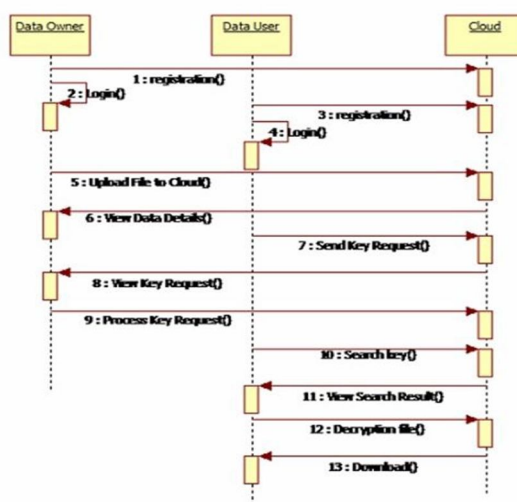 Data Owner
Data User
Cloud
1 : registration()
2 : Login()
3 : registration()
4 : Login()
5 : Upload File to Cloud()
6 : View Data Details()
7 : Send Key Request()
8 : View Key Request()
9 : Process Key Request()
10 : Search key()
11 : View Search Result()
12 : Decryption file()
13 : Download()